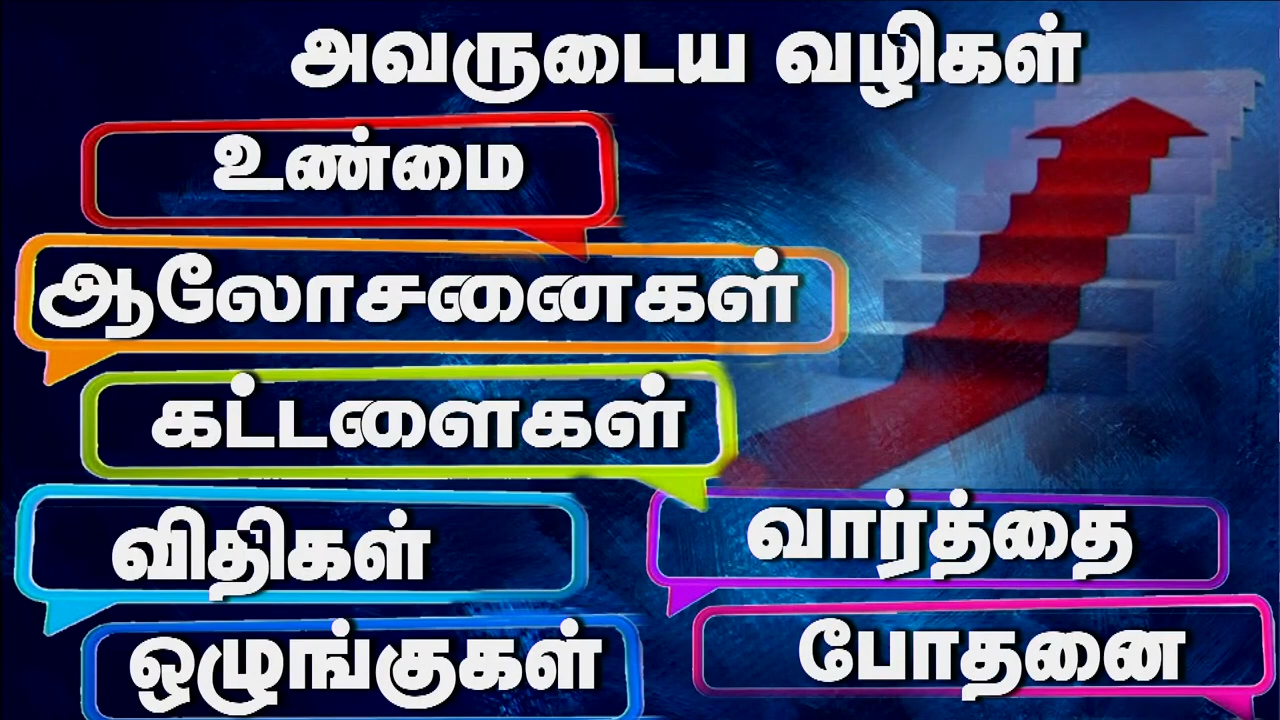 அவருடைய வழிகள்
உண்மை
ஆலோசனைகள்
கட்டளைகள்
விதிகள்
வார்த்தை
ஒழுங்குகள்
போதனை